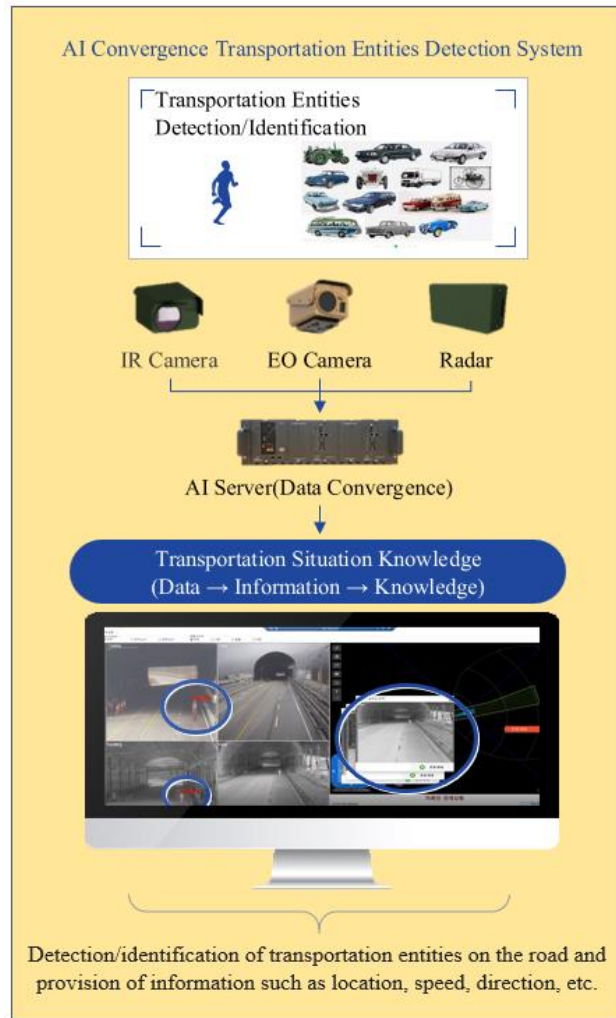 AI Convergence Transportation Entities Detection System
Transportation Entities
Detection/Identification
IR Camera
EO Camera
Radar
AI Server(Data Convergence)
Transportation Situation Knowledge
(Data → Information → Knowledge)
Detection/identification of transportation entities on the road and
provision of information such as location, speed, direction, etc.